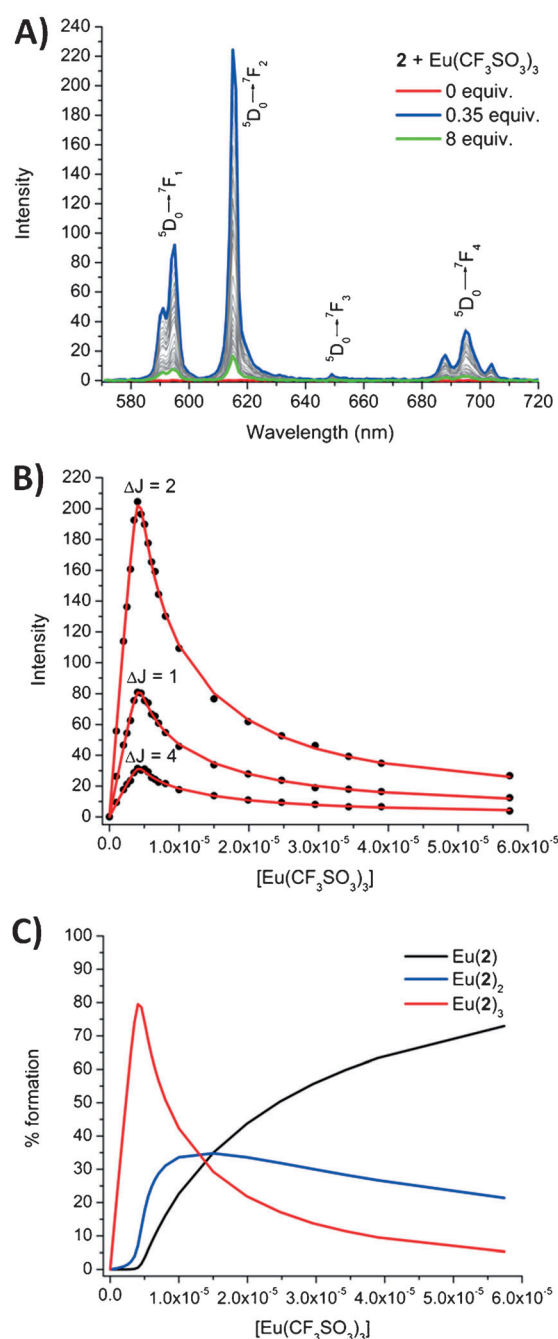 A)
2 + Eu(CF₃SO₃)₃
0 equiv.
0.35 equiv.
8 equiv.
⁵D₀→⁷F₁
⁵D₀→⁷F₂
⁵D₀→⁷F₃
⁵D₀→⁷F₄
Intensity
240
220
200
180
160
140
120
100
80
60
40
20
0
580 600 620 640 660 680 700 720
Wavelength (nm)
B)
ΔJ = 2
ΔJ = 1
ΔJ = 4
Intensity
220
200
180
160
140
120
100
80
60
40
20
0
0.0 1.0x10⁻⁵ 2.0x10⁻⁵ 3.0x10⁻⁵ 4.0x10⁻⁵ 5.0x10⁻⁵ 6.0x10⁻⁵
[Eu(CF₃SO₃)₃]
C)
Eu(2)
Eu(2)₂
Eu(2)₃
% formation
100
90
80
70
60
50
40
30
20
10
0
0.0 1.0x10⁻⁵ 2.0x10⁻⁵ 3.0x10⁻⁵ 4.0x10⁻⁵ 5.0x10⁻⁵ 6.0x10⁻⁵
[Eu(CF₃SO₃)₃]